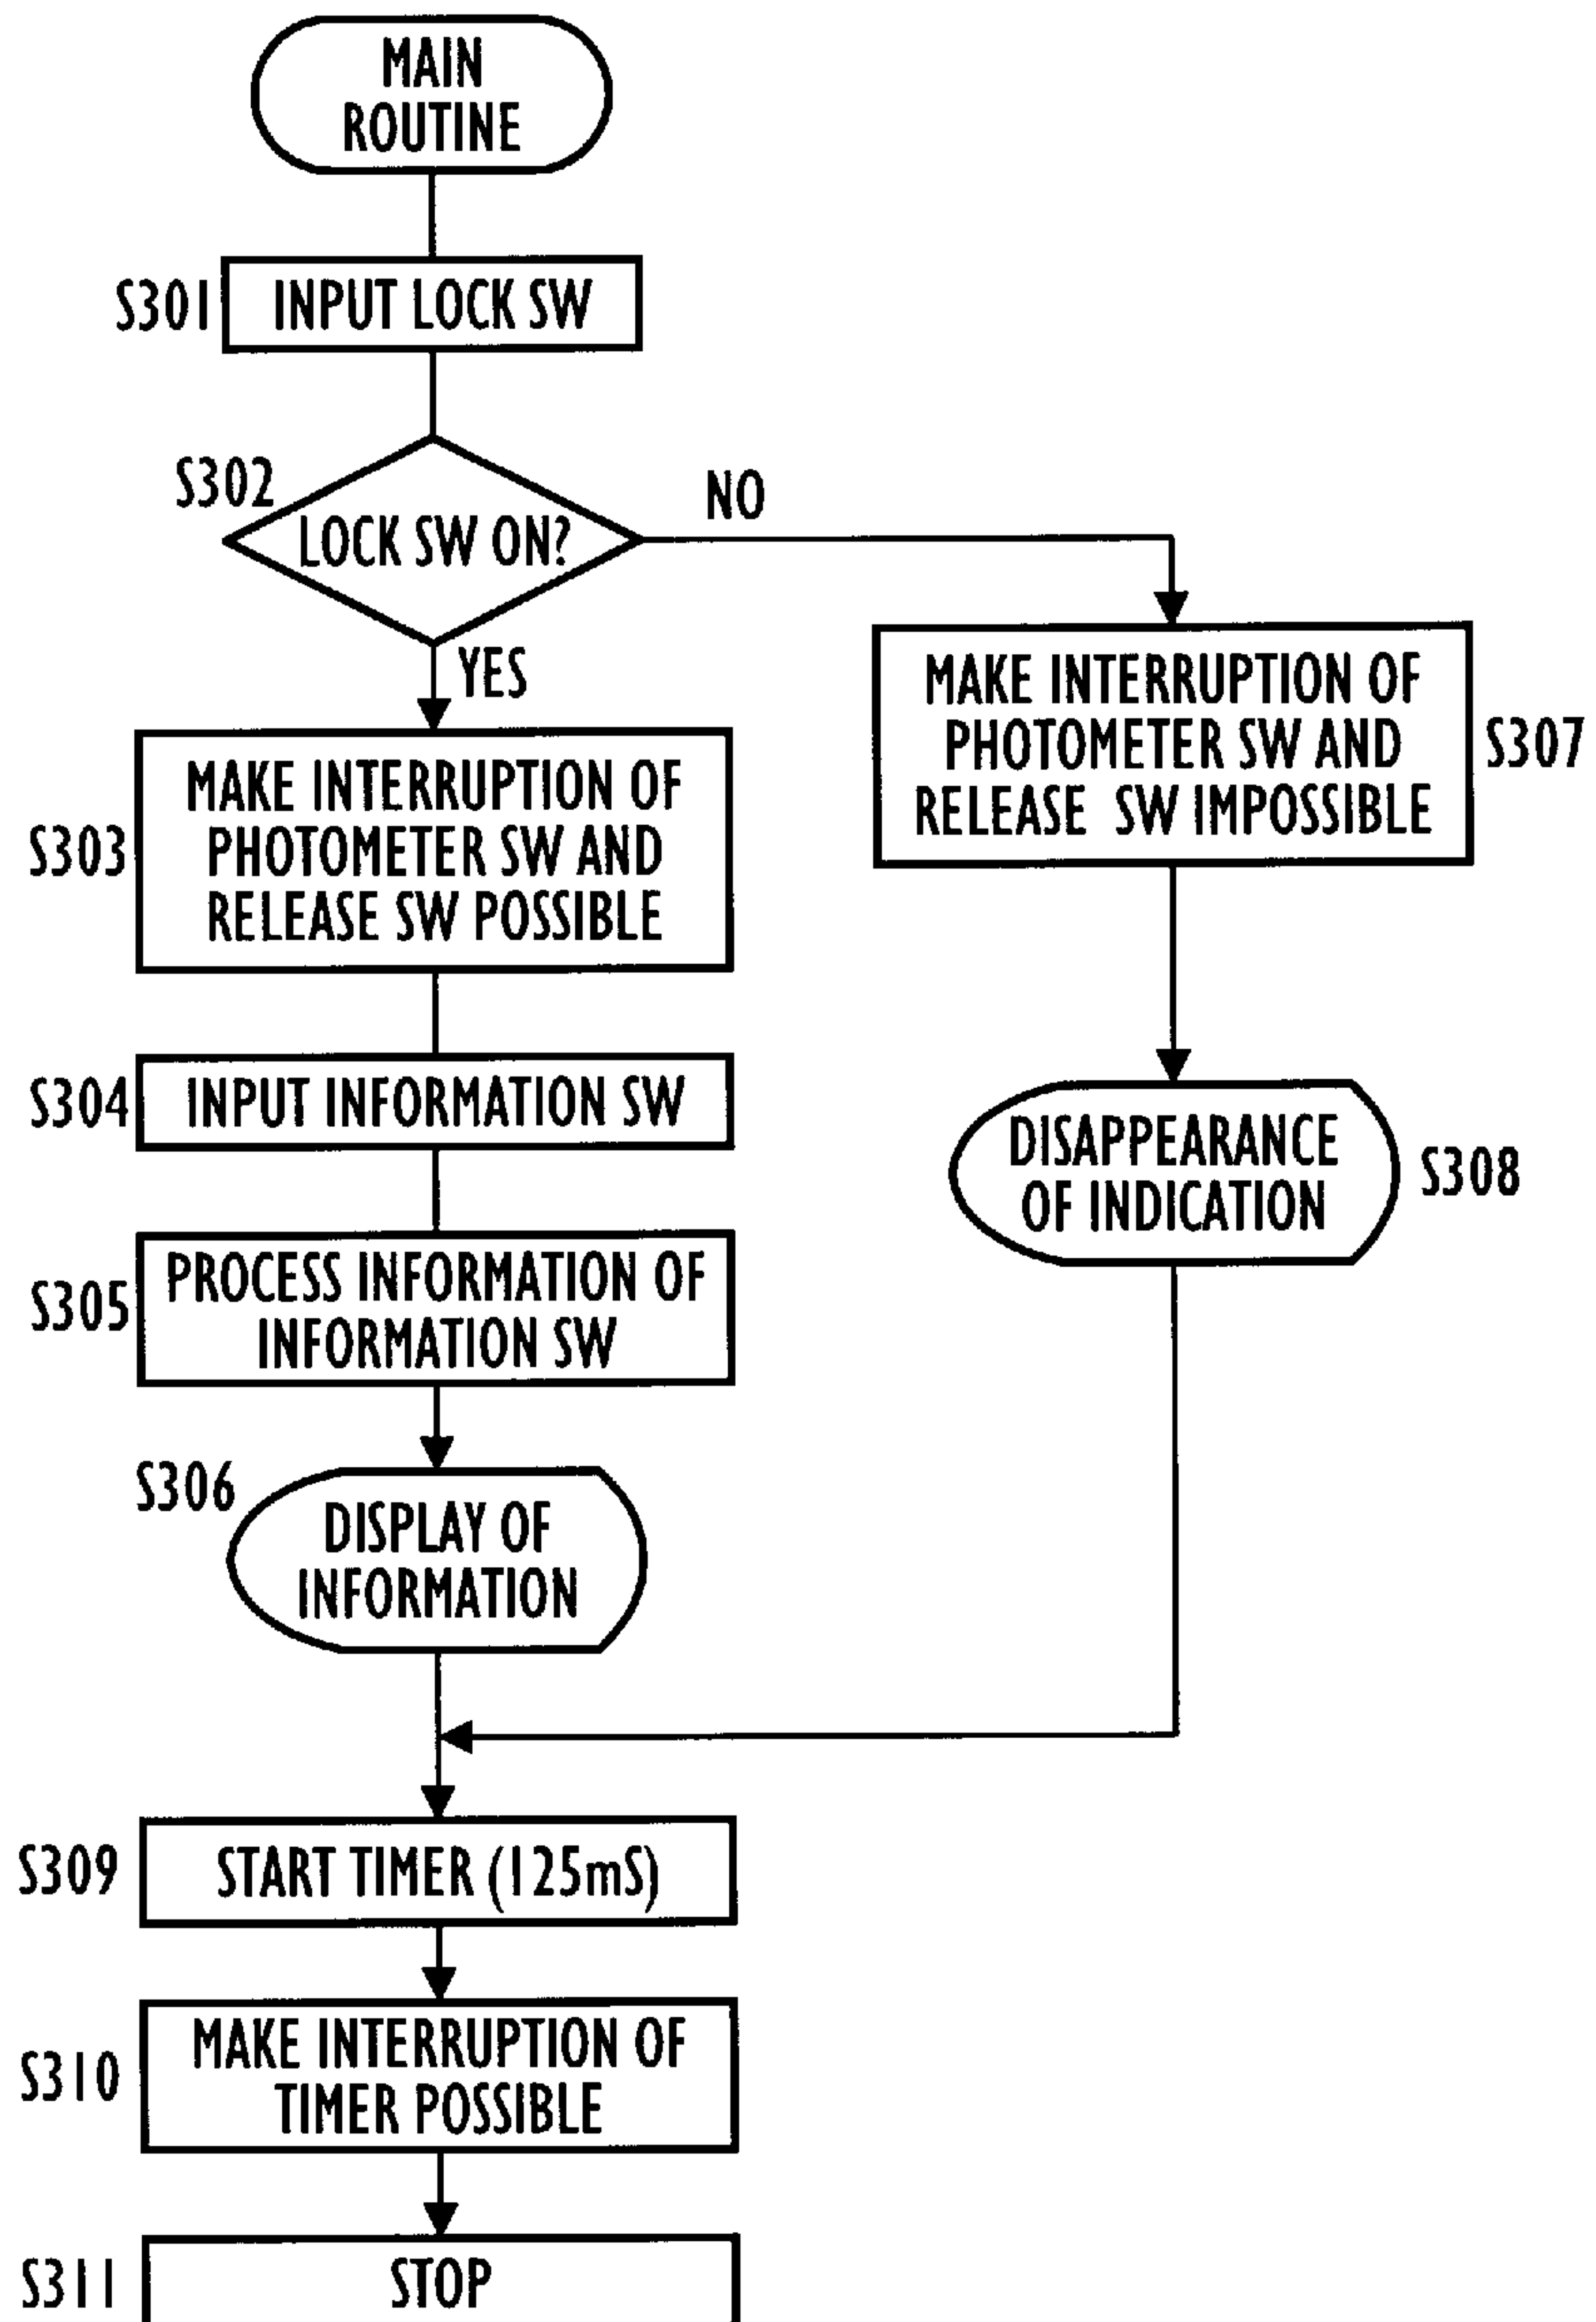 MAIN
ROUTINE
S301
INPUT LOCK SW
S302
LOCK SW ON?
NO
YES
S303
MAKE INTERRUPTION OF
PHOTOMETER SW AND
RELEASE SW POSSIBLE
MAKE INTERRUPTION OF
PHOTOMETER SW AND
RELEASE SW IMPOSSIBLE
S307
S304
INPUT INFORMATION SW
DISAPPEARANCE
OF INDICATION
S308
S305
PROCESS INFORMATION OF
INFORMATION SW
S306
DISPLAY OF
INFORMATION
S309
START TIMER (125mS)
S310
MAKE INTERRUPTION OF
TIMER POSSIBLE
S311
STOP